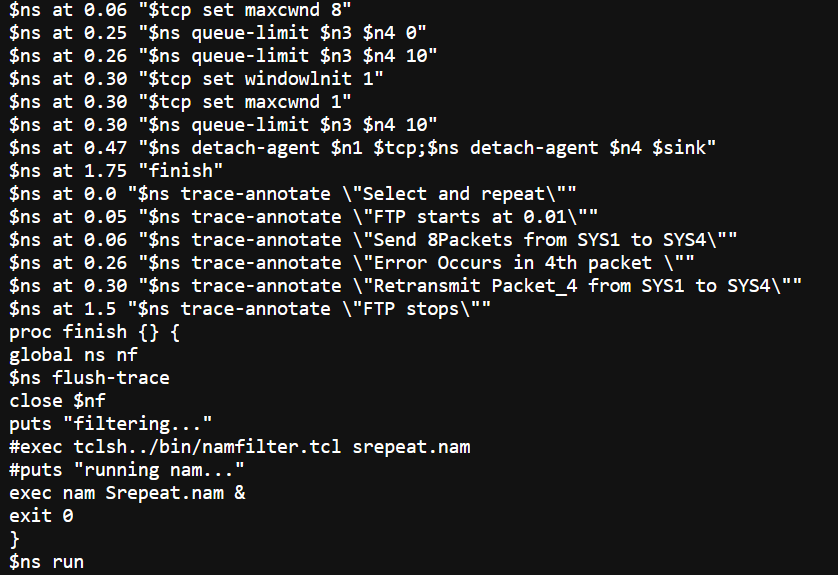 $ns at 0.06 "$tcp set maxcwnd 8"
$ns at 0.25 "$ns queue-limit $n3 $n4 0"
$ns at 0.26 "$ns queue-limit $n3 $n4 10"
$ns at 0.30 "$tcp set windowlnit 1"
$ns at 0.30 "$tcp set maxcwnd 1"
$ns at 0.30 "$ns queue-limit $n3 $n4 10"
$ns at 0.47 "$ns detach-agent $n1 $tcp;$ns detach-agent $n4 $sink"
$ns at 1.75 "finish"
$ns at 0.0 "$ns trace-annotate \"Select and repeat\""
$ns at 0.05 "$ns trace-annotate \"FTP starts at 0.01\""
$ns at 0.06 "$ns trace-annotate \"Send 8Packets from SYS1 to SYS4\""
$ns at 0.26 "$ns trace-annotate \"Error Occurs in 4th packet \""
$ns at 0.30 "$ns trace-annotate \"Retransmit Packet_4 from SYS1 to SYS4\""
$ns at 1.5 "$ns trace-annotate \"FTP stops\""
proc finish {} {
global ns nf
$ns flush-trace
close $nf
puts "filtering..."
#exec tclsh../bin/namfilter.tcl srepeat.nam
#puts "running nam..."
exec nam Srepeat.nam &
exit 0
}
$ns run